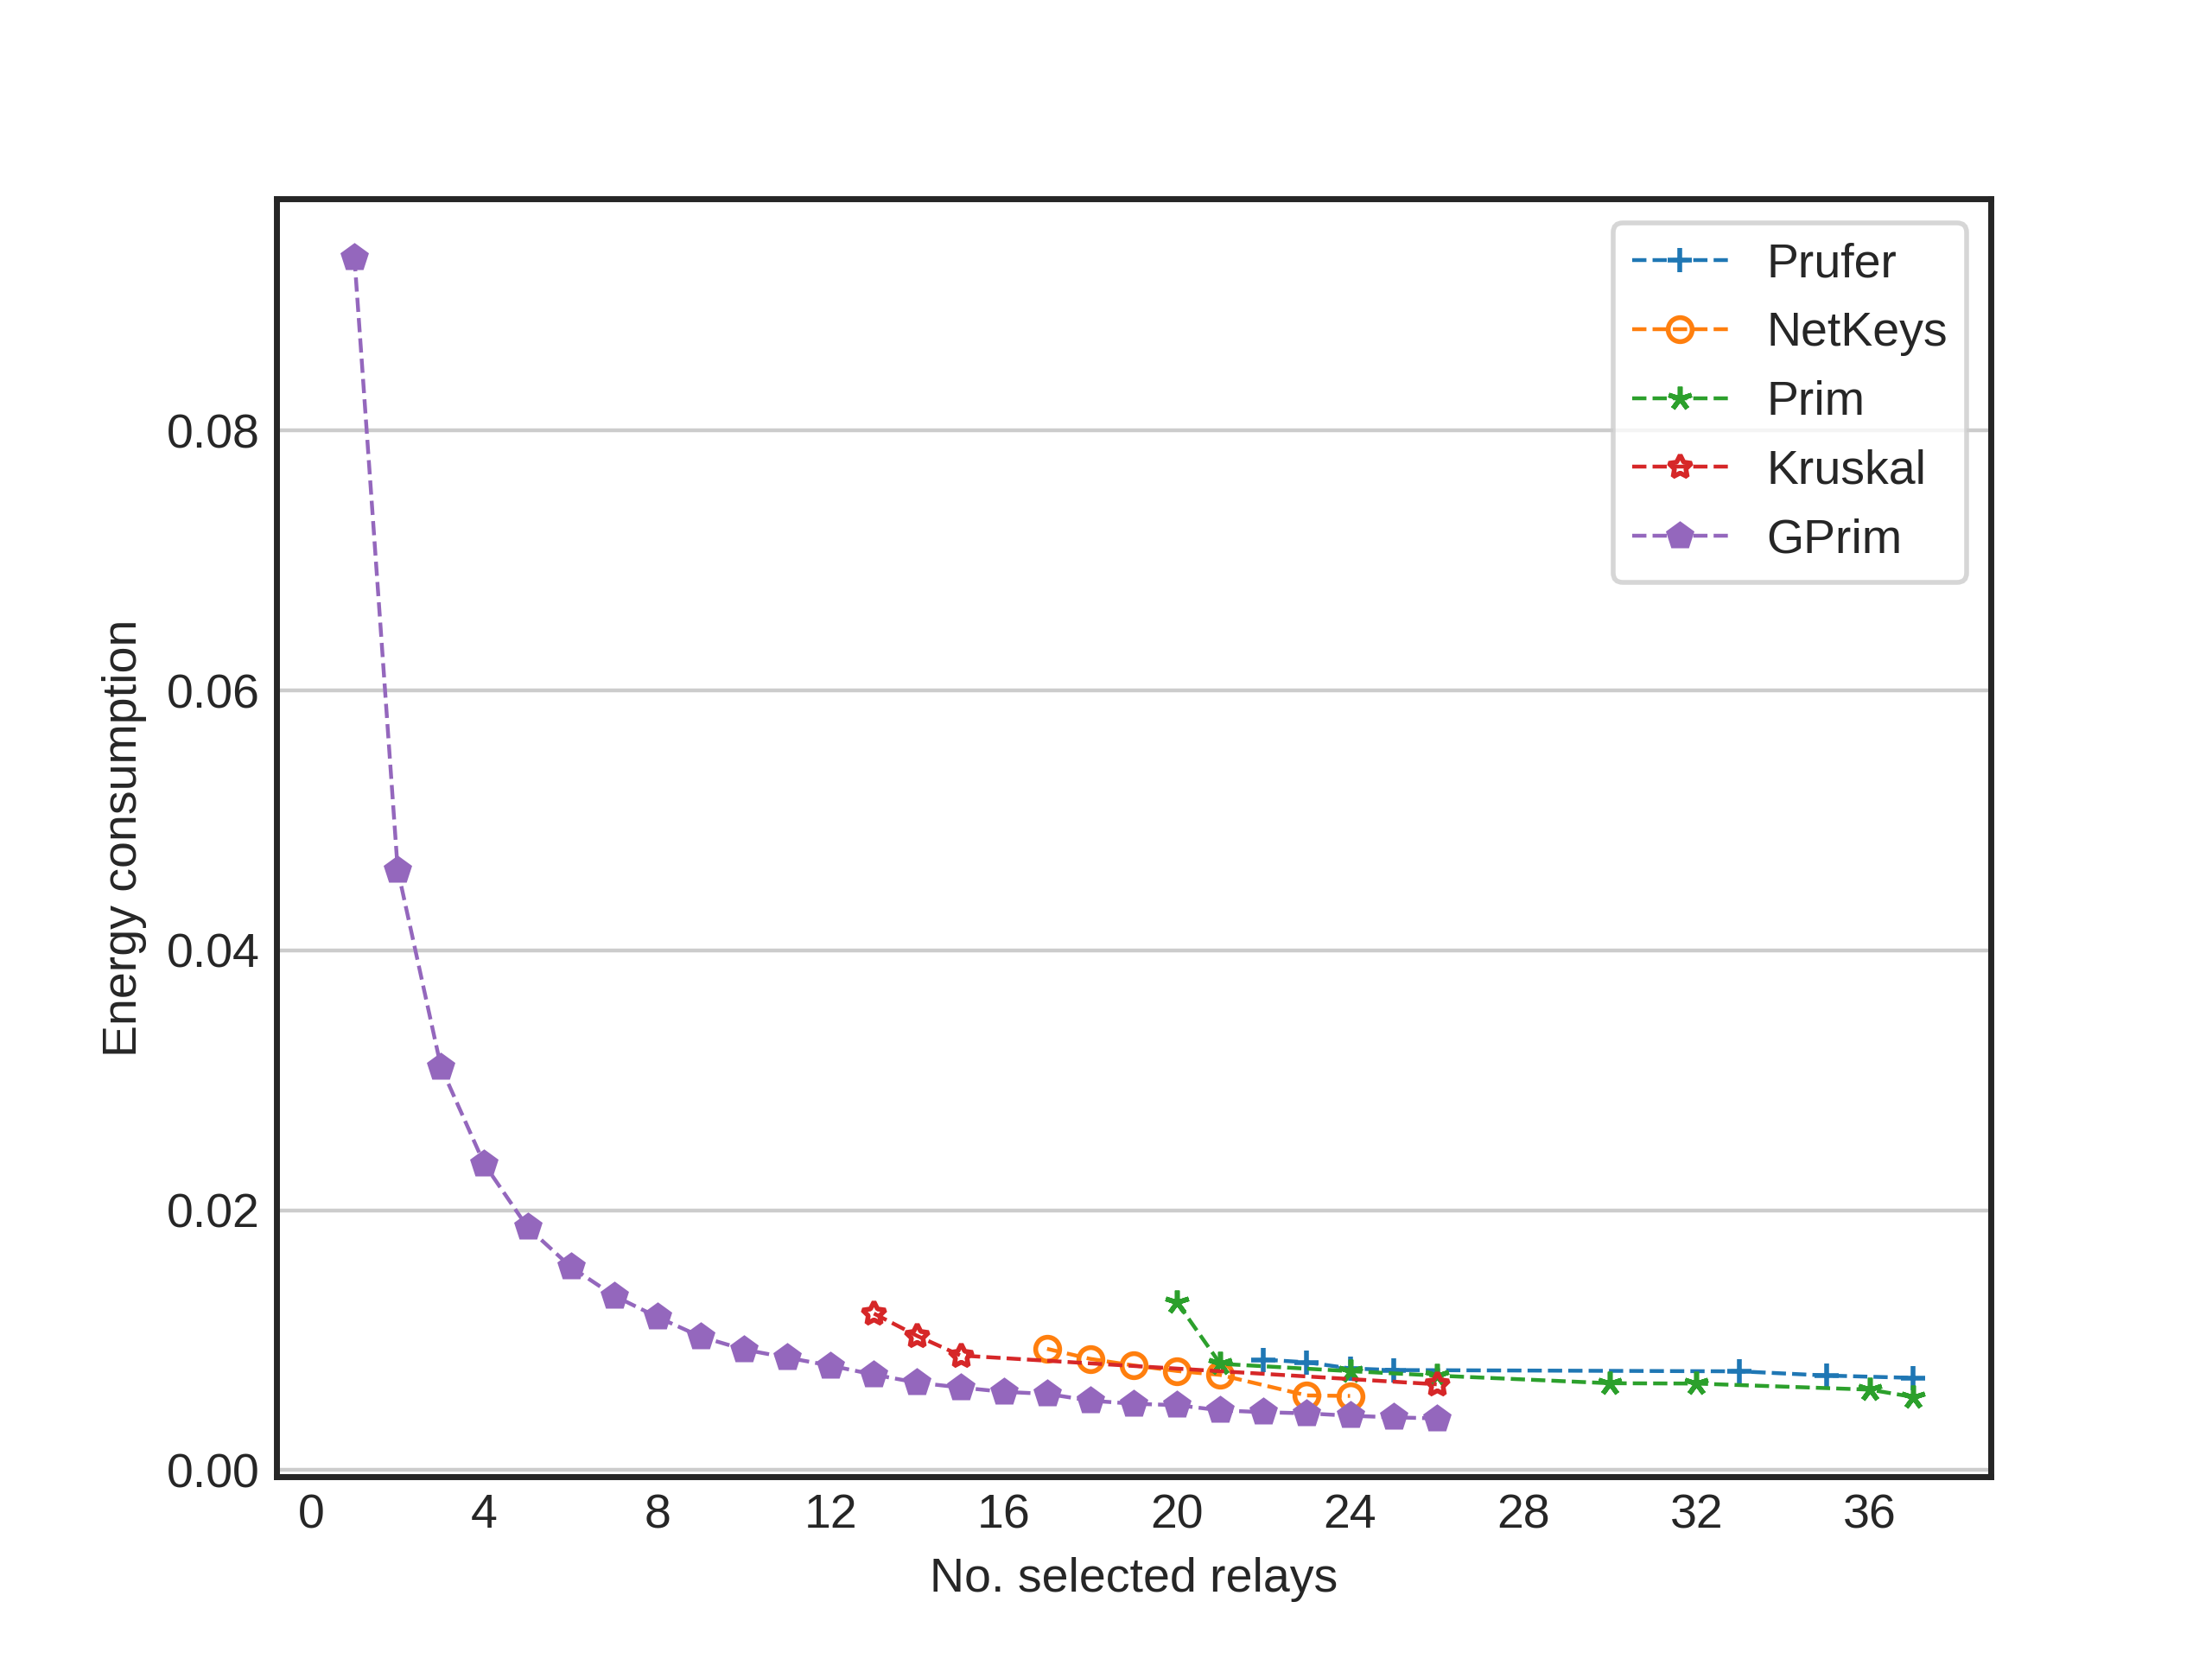 Prufer
NetKeys
Prim
Kruskal
GPrim
Energy consumption
0.08
0.06
0.04
0.02
0.00
0 4 8 12 16 20 24 28 32 36
No. selected relays